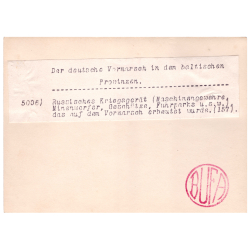 Der deutsche Vormarsch in den baltischen
Provinzen.
5006) Russisches Kriegsgerät (Maschinengewehre,
Minenwerfer, Geschütze, Fuhrparks u.s.w.)
das auf dem Vormarsch erbeutet wurde.
BUFA